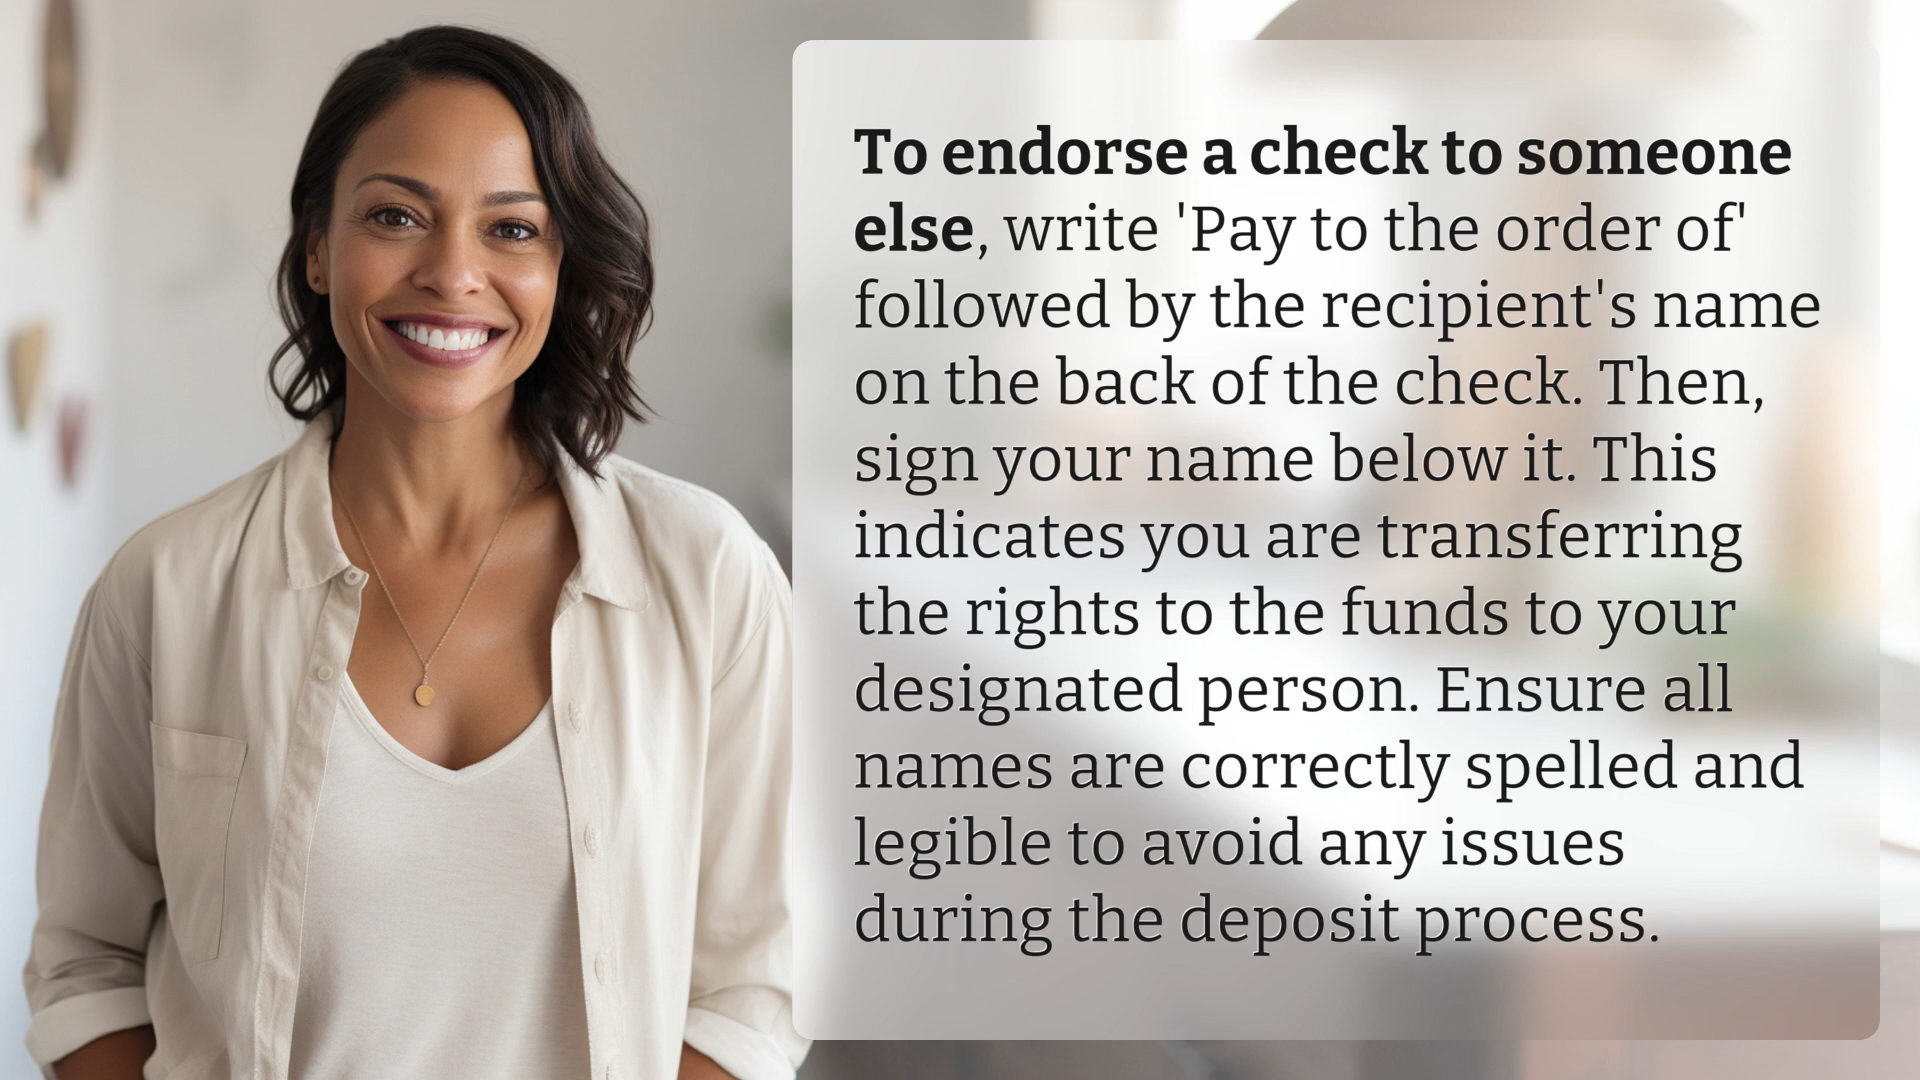 To endorse a check to someone
else, write 'Pay to the order of'
followed by the recipient's name
on the back of the check. Then,
sign your name below it. This
indicates you are transferring
the rights to the funds to your
designated person. Ensure all
names are correctly spelled and
legible to avoid any issues
during the deposit process.